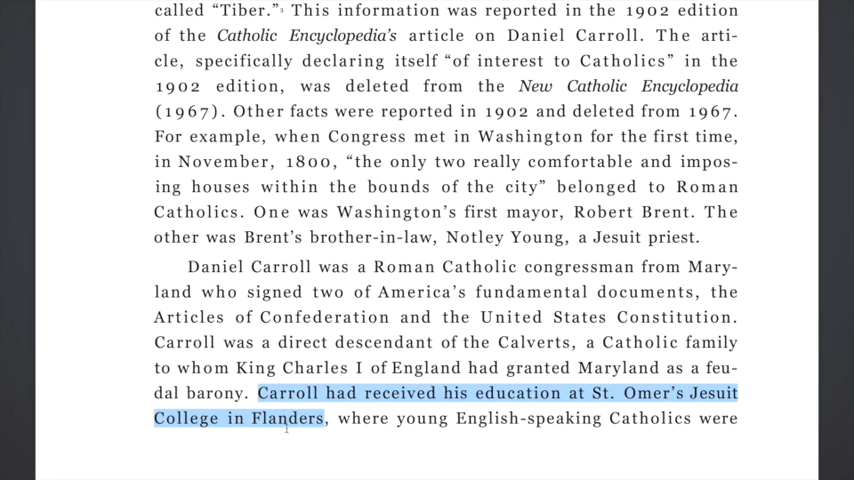 called “Tiber.”³ This information was reported in the 1902 edition
of the Catholic Encyclopedia’s article on Daniel Carroll. The arti-
cle, specifically declaring itself “of interest to Catholics” in the
1902 edition, was deleted from the New Catholic Encyclopedia
(1967). Other facts were reported in 1902 and deleted from 1967.
For example, when Congress met in Washington for the first time,
in November, 1800, “the only two really comfortable and impos-
ing houses within the bounds of the city” belonged to Roman
Catholics. One was Washington’s first mayor, Robert Brent. The
other was Brent’s brother-in-law, Notley Young, a Jesuit priest.
Daniel Carroll was a Roman Catholic congressman from Mary-
land who signed two of America’s fundamental documents, the
Articles of Confederation and the United States Constitution.
Carroll was a direct descendant of the Calverts, a Catholic family
to whom King Charles I of England had granted Maryland as a feu-
dal barony. Carroll had received his education at St. Omer’s Jesuit
College in Flanders, where young English-speaking Catholics were